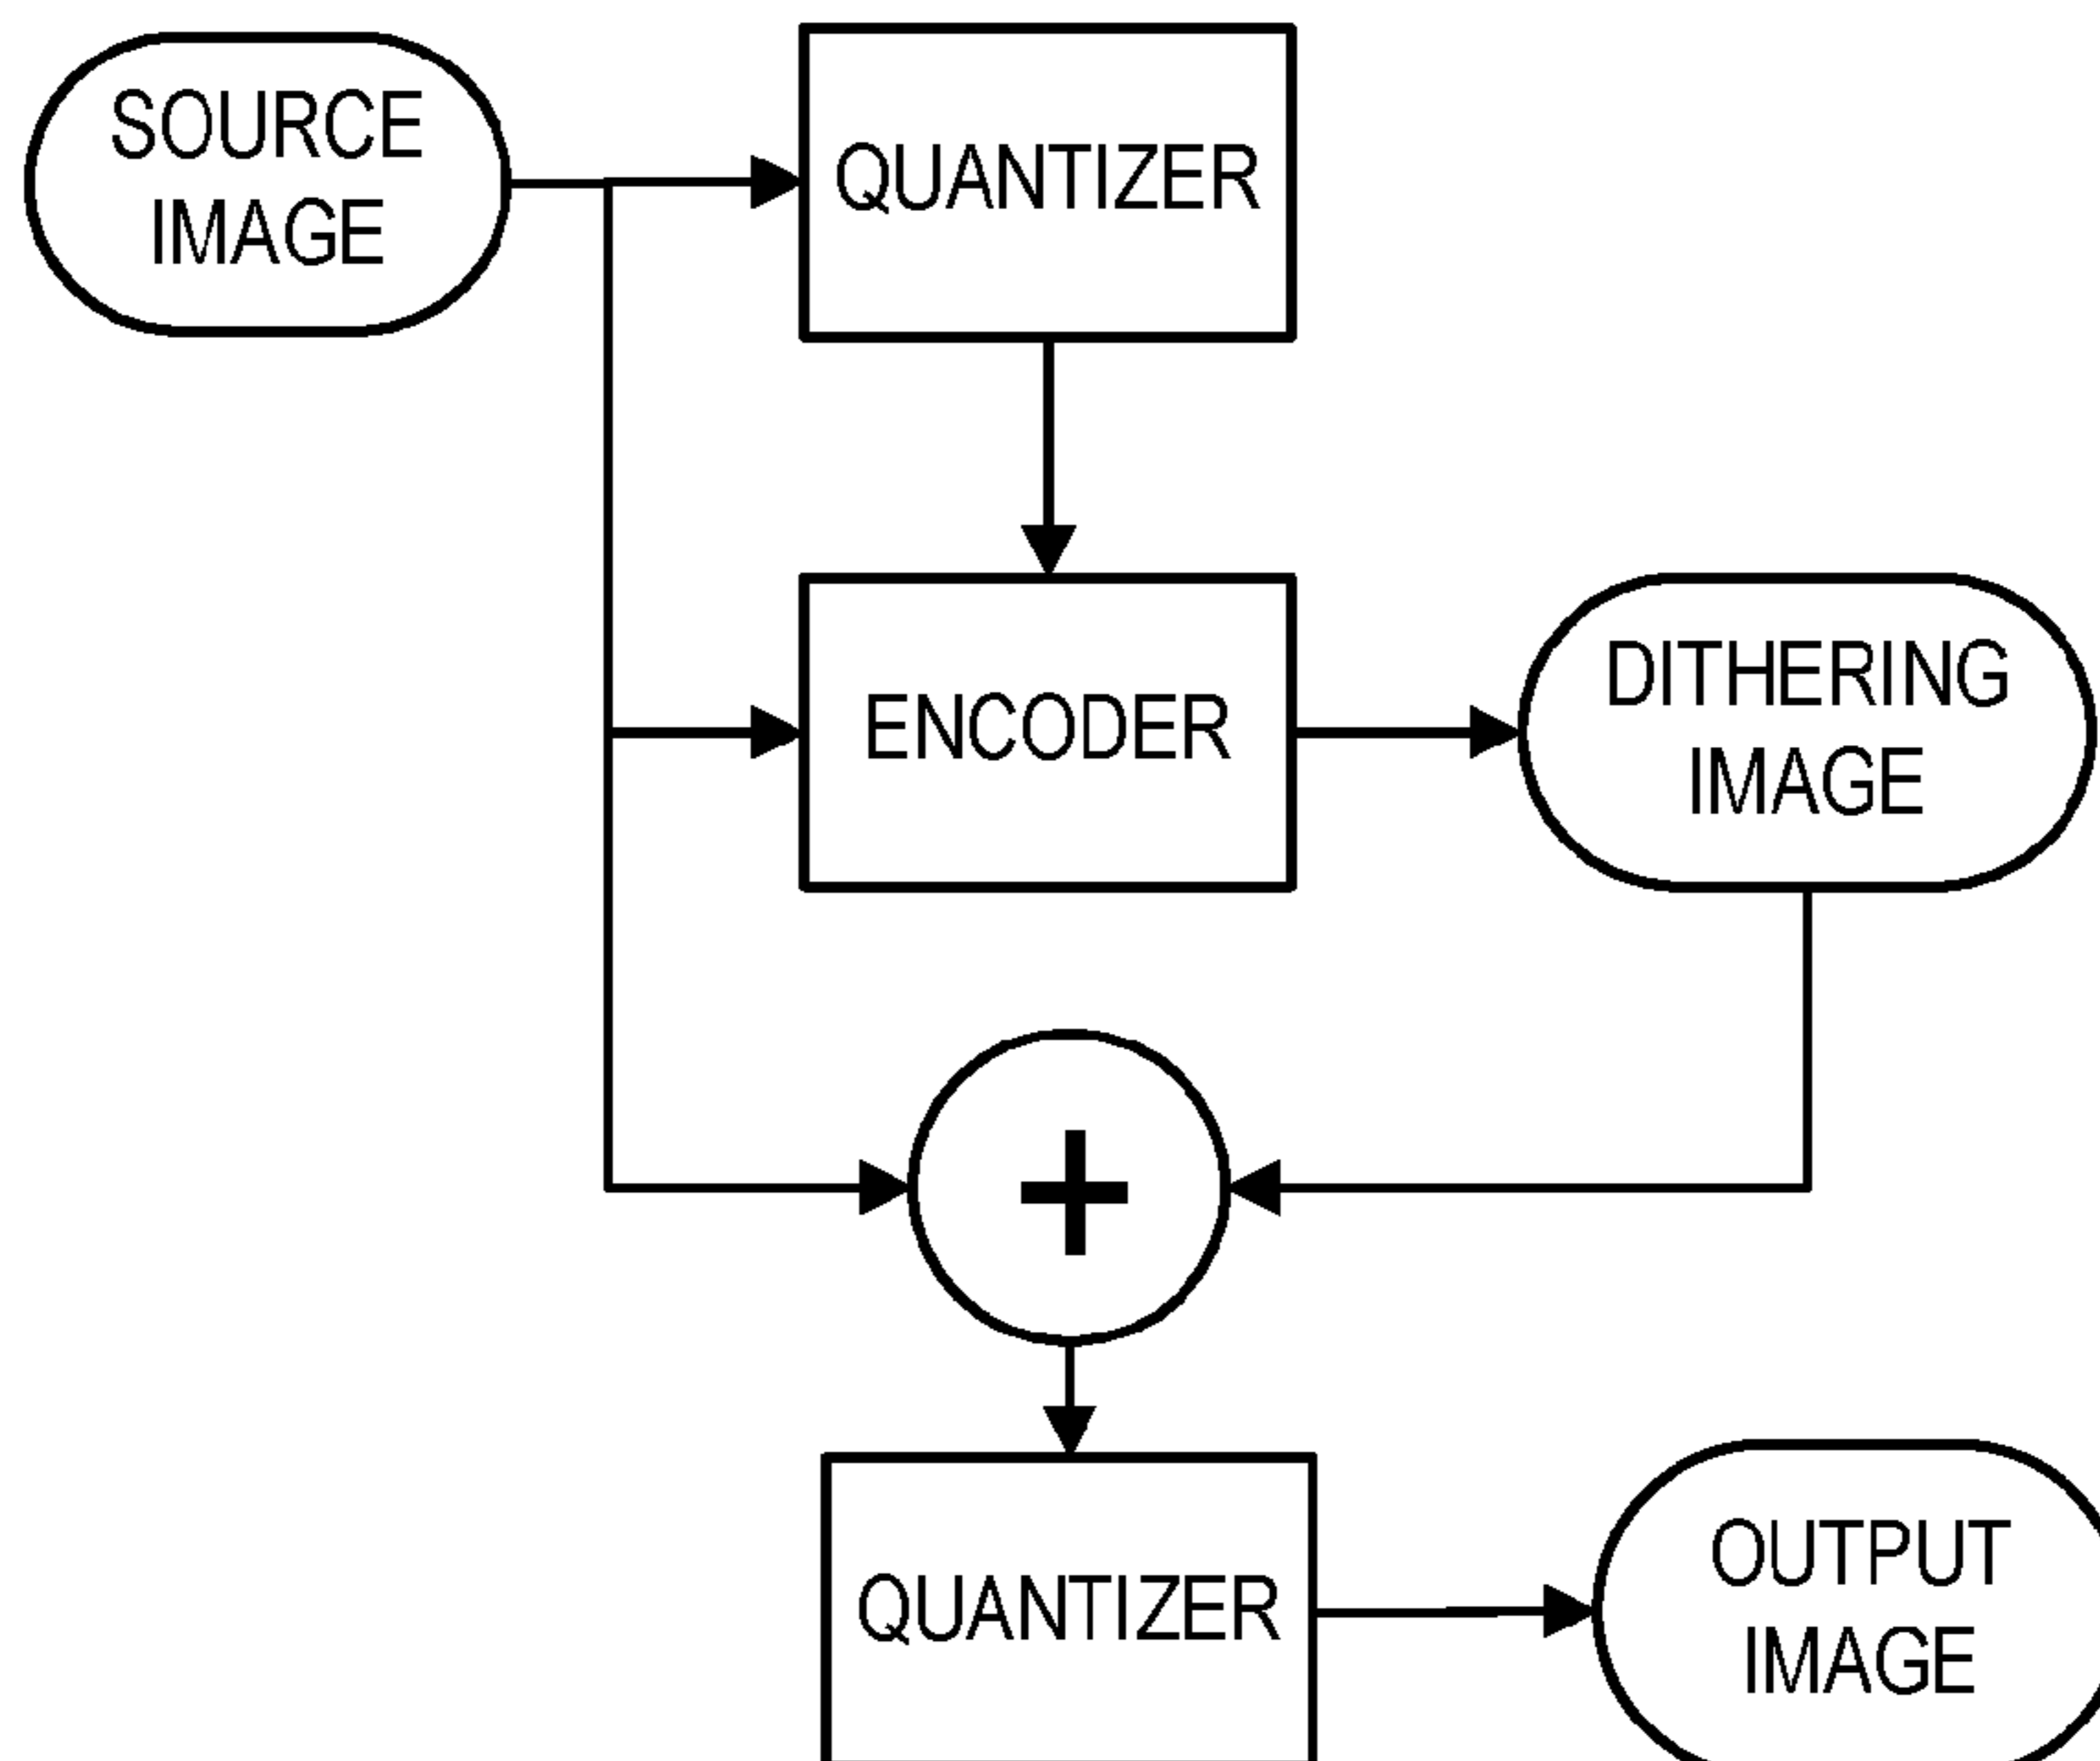 SOURCE
IMAGE
QUANTIZER
ENCODER
DITHERING
IMAGE
+
QUANTIZER
OUTPUT
IMAGE